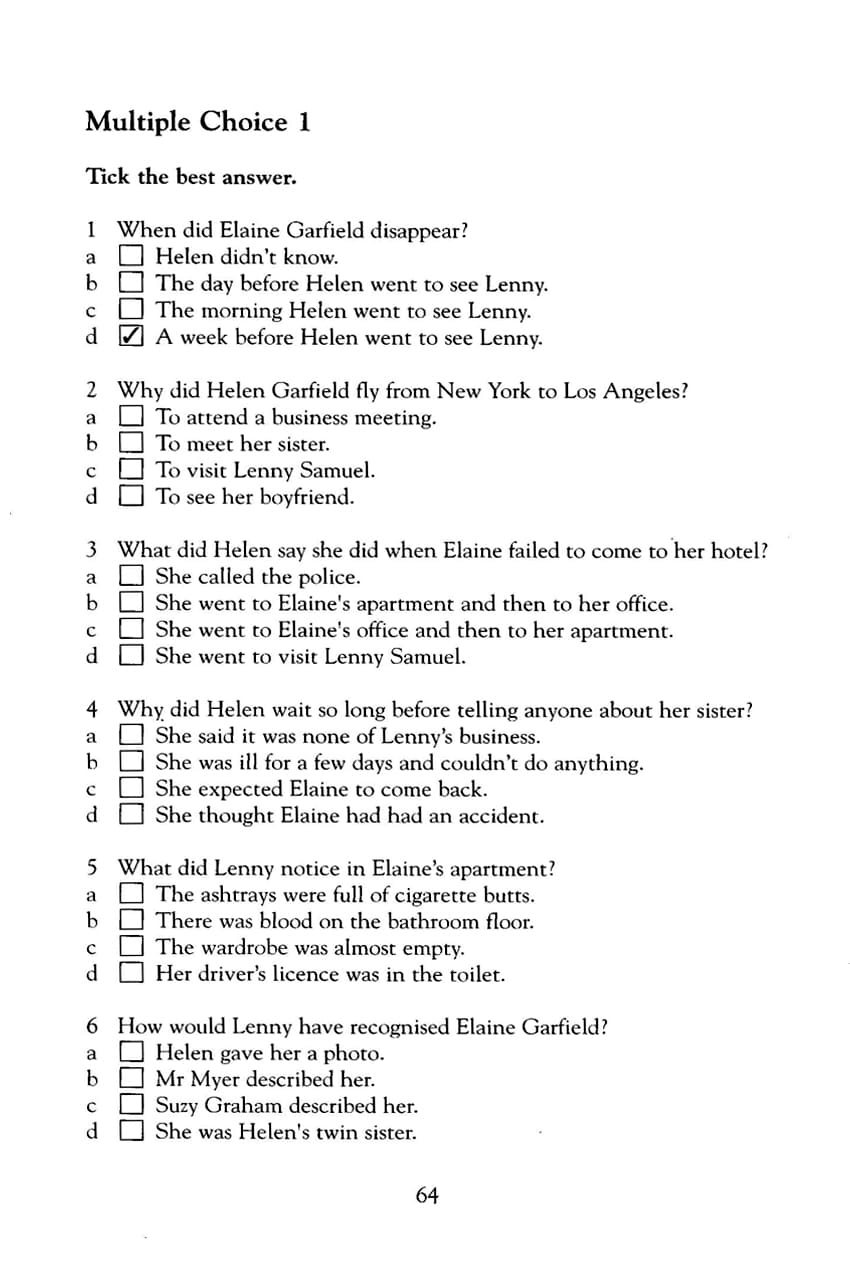 Multiple Choice 1
Tick the best answer.
1 When did Elaine Garfield disappear?
a ☐ Helen didn't know.
b ☐ The day before Helen went to see Lenny.
c ☐ The morning Helen went to see Lenny.
d ☑ A week before Helen went to see Lenny.
2 Why did Helen Garfield fly from New York to Los Angeles?
a ☐ To attend a business meeting.
b ☐ To meet her sister.
c ☐ To visit Lenny Samuel.
d ☐ To see her boyfriend.
3 What did Helen say she did when Elaine failed to come to her hotel?
a ☐ She called the police.
b ☐ She went to Elaine's apartment and then to her office.
c ☐ She went to Elaine's office and then to her apartment.
d ☐ She went to visit Lenny Samuel.
4 Why did Helen wait so long before telling anyone about her sister?
a ☐ She said it was none of Lenny's business.
b ☐ She was ill for a few days and couldn't do anything.
c ☐ She expected Elaine to come back.
d ☐ She thought Elaine had had an accident.
5 What did Lenny notice in Elaine's apartment?
a ☐ The ashtrays were full of cigarette butts.
b ☐ There was blood on the bathroom floor.
c ☐ The wardrobe was almost empty.
d ☐ Her driver's licence was in the toilet.
6 How would Lenny have recognised Elaine Garfield?
a ☐ Helen gave her a photo.
b ☐ Mr Myer described her.
c ☐ Suzy Graham described her.
d ☐ She was Helen's twin sister.
64